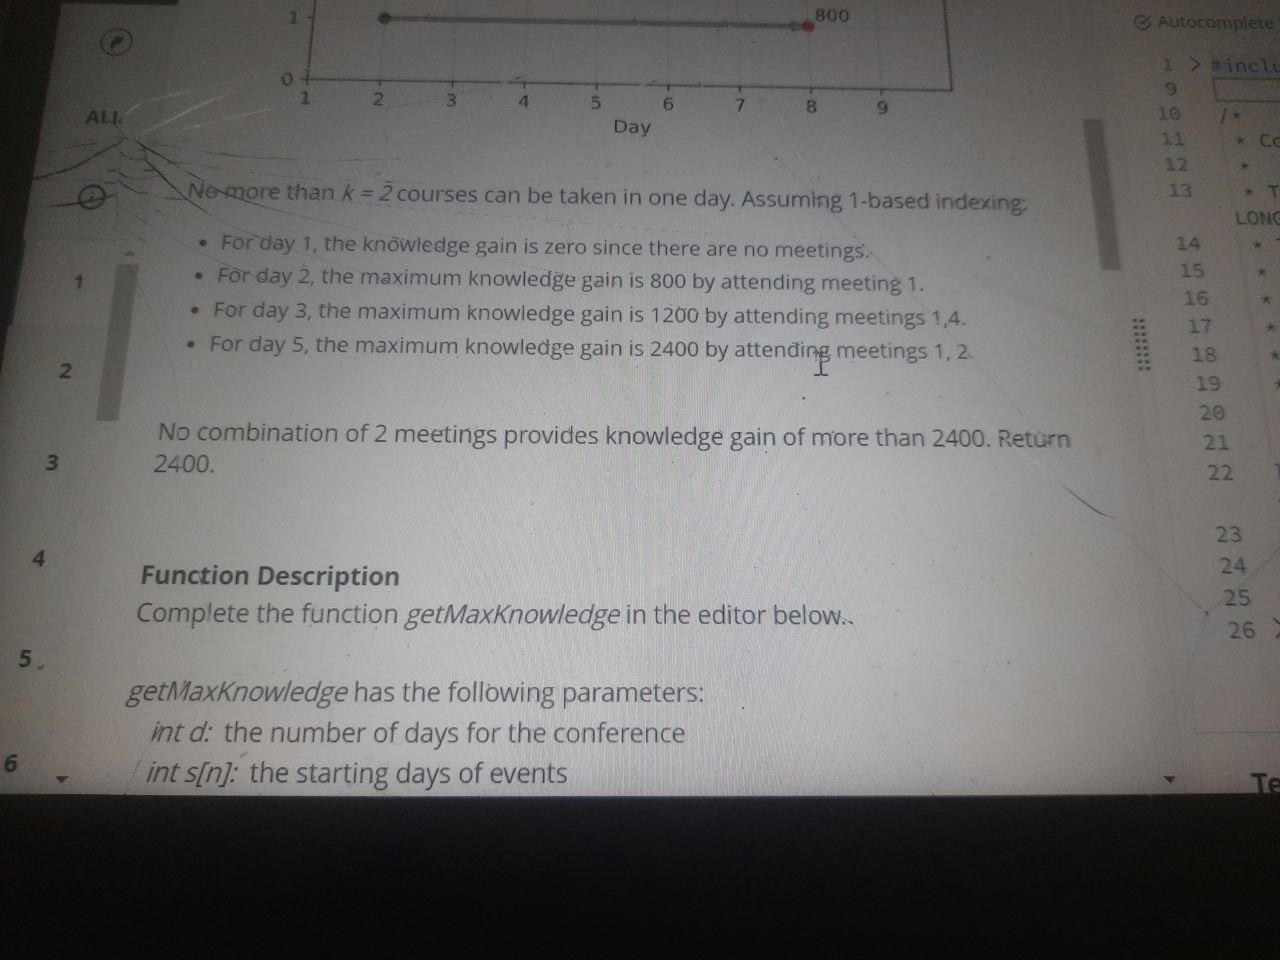 1
800
0
1 2 3 4 5 6 7 8 9
Day
ALL
No more than k = 2 courses can be taken in one day. Assuming 1-based indexing:
• For day 1, the knowledge gain is zero since there are no meetings.
• For day 2, the maximum knowledge gain is 800 by attending meeting 1.
• For day 3, the maximum knowledge gain is 1200 by attending meetings 1,4.
• For day 5, the maximum knowledge gain is 2400 by attending meetings 1, 2.
No combination of 2 meetings provides knowledge gain of more than 2400. Return
2400.
Function Description
Complete the function getMaxKnowledge in the editor below.
getMaxKnowledge has the following parameters:
int d: the number of days for the conference
int s[n]: the starting days of events
1
2
3
4
5
6
Autocomplete
1 > #inclu
9
10 /*
11 * Co
12 *
13 * T
LONG
14 *
15 *
16 *
17 *
18 *
19 *
20
21
22
23
24
25
26 >
Te